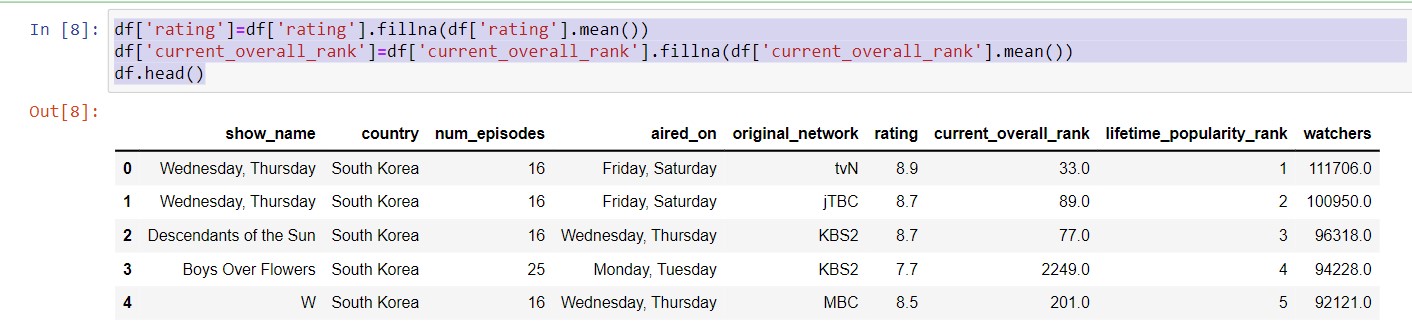 In [8]: df['rating']=df['rating'].fillna(df['rating'].mean())
df['current_overall_rank']=df['current_overall_rank'].fillna(df['current_overall_rank'].mean())
df.head()
Out[8]:
show_name country num_episodes aired_on original_network rating current_overall_rank lifetime_popularity_rank watchers
0 Wednesday, Thursday South Korea 16 Friday, Saturday tvN 8.9 33.0 1 111706.0
1 Wednesday, Thursday South Korea 16 Friday, Saturday jTBC 8.7 89.0 2 100950.0
2 Descendants of the Sun South Korea 16 Wednesday, Thursday KBS2 8.7 77.0 3 96318.0
3 Boys Over Flowers South Korea 25 Monday, Tuesday KBS2 7.7 2249.0 4 94228.0
4 W South Korea 16 Wednesday, Thursday MBC 8.5 201.0 5 92121.0